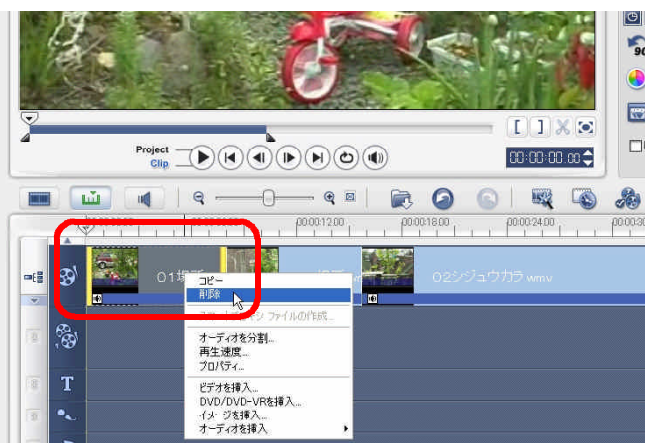 90
Project
Clip
[ ]
00:00:00.00
00:00:12:00
00:00:18:00
00:00:24:00
T
02シジュウカラ.wmv
コピー
削除
オーディオを分割...
再生速度...
プロパティ...
ビデオを挿入...
DVD/DVD-VRを挿入...
イメージを挿入...
オーディオを挿入